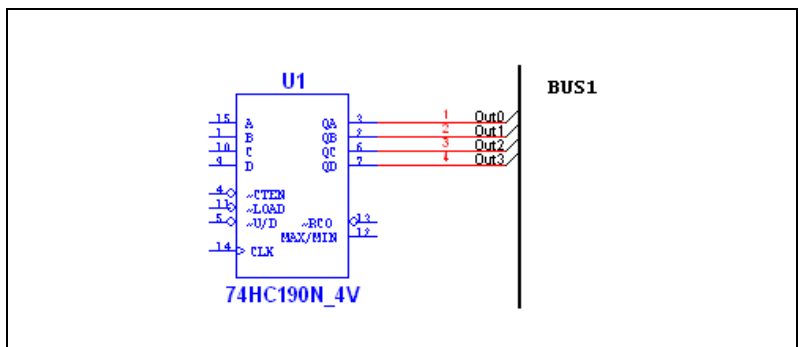 U1
BUS1
15 A QA 3 1 Out0
1 B QB 2 2 Out1
10 C QC 6 3 Out2
9 D QD 7 4 Out3
4 ~CTEN
11 ~LOAD
5 ~U/D ~RCO 13
MAX/MIN 12
14 CLK
74HC190N_4V